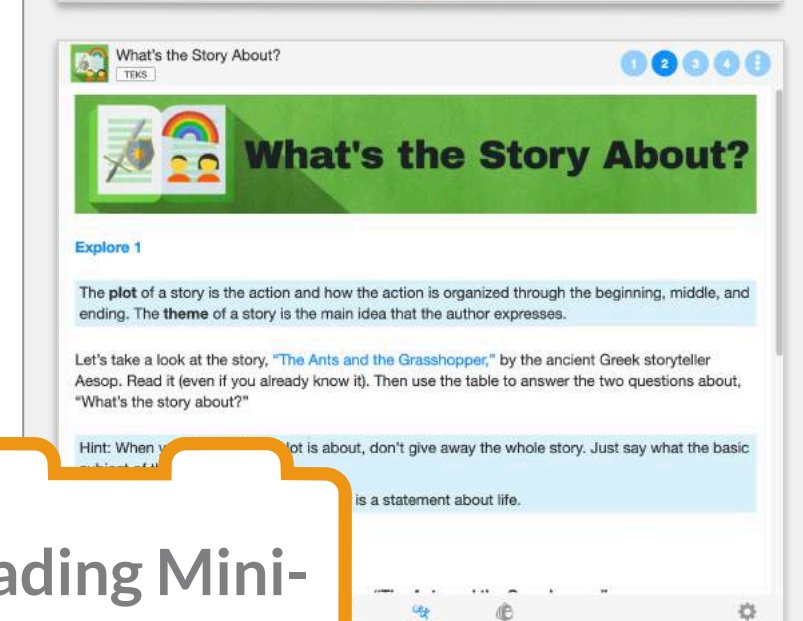 What's the Story About?
TEKS
1 2 3 4
What's the Story About?
Explore 1
The plot of a story is the action and how the action is organized through the beginning, middle, and
ending. The theme of a story is the main idea that the author expresses.
Let's take a look at the story, “The Ants and the Grasshopper,” by the ancient Greek storyteller
Aesop. Read it (even if you already know it). Then use the table to answer the two questions about,
“What's the story about?”
Hint: When is about, don't give away the whole story. Just say what the basic
is a statement about life.
Mini-